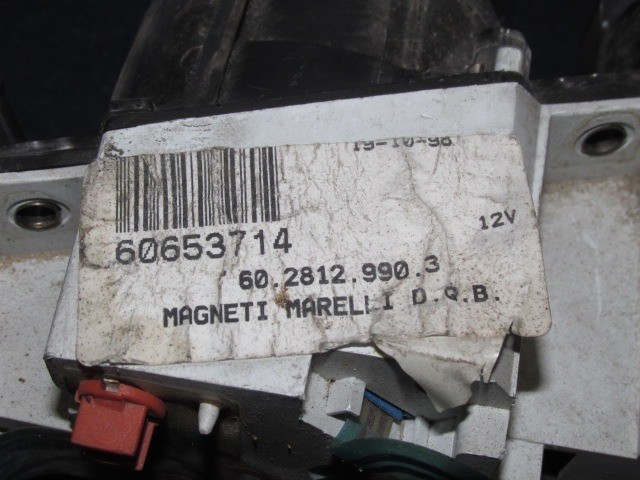 19-10-98
60653714
12V
60.2812.990.3
MAGNETI MARELLI D.Q.B.